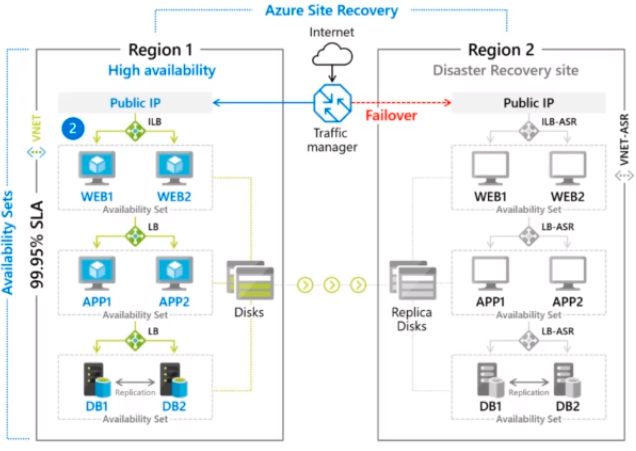 Azure Site Recovery
Internet
Region 1
High availability
Region 2
Disaster Recovery site
Public IP
Public IP
Traffic
manager
Failover
2
VNET
VNET-ASR
Availability Sets
99.95% SLA
ILB
ILB-ASR
WEB1
WEB2
Availability Set
WEB1
WEB2
Availability Set
LB
LB-ASR
APP1
APP2
Availability Set
Disks
Replica
Disks
APP1
APP2
Availability Set
LB
LB-ASR
Replication
DB1
DB2
Availability Set
Replication
DB1
DB2
Availability Set